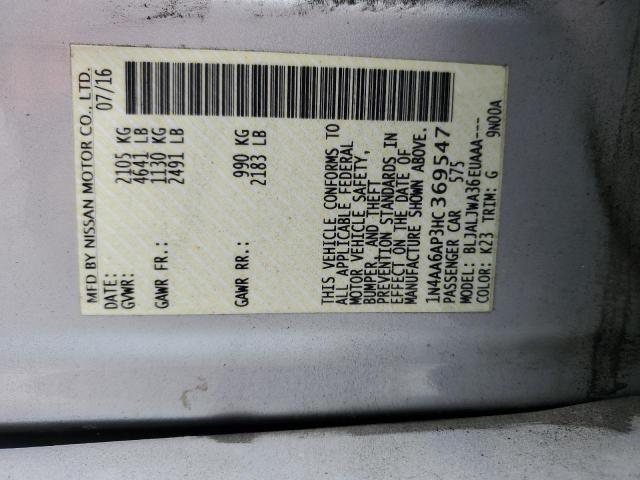 MFD BY NISSAN MOTOR CO., LTD.
DATE: 07/16
GVWR: 2105 KG
4641 LB
GAWR FR.: 1130 KG
2491 LB
GAWR RR.: 990 KG
2183 LB
THIS VEHICLE CONFORMS TO
ALL APPLICABLE FEDERAL
MOTOR VEHICLE SAFETY,
BUMPER, AND THEFT
PREVENTION STANDARDS IN
EFFECT ON THE DATE OF
MANUFACTURE SHOWN ABOVE.
1N4AA6AP3HC369547
PASSENGER CAR 575
MODEL: BLJALJWA36EUAAA---
COLOR: K23 TRIM: G 9N00A